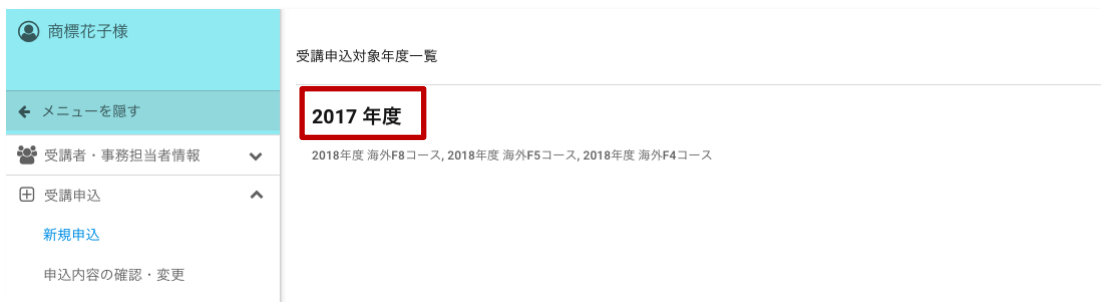 商標花子様
メニューを隠す
受講者・事務担当者情報
受講申込
新規申込
申込内容の確認・変更
受講申込対象年度一覧
2017 年度
2018年度 海外F8コース, 2018年度 海外F5コース, 2018年度 海外F4コース